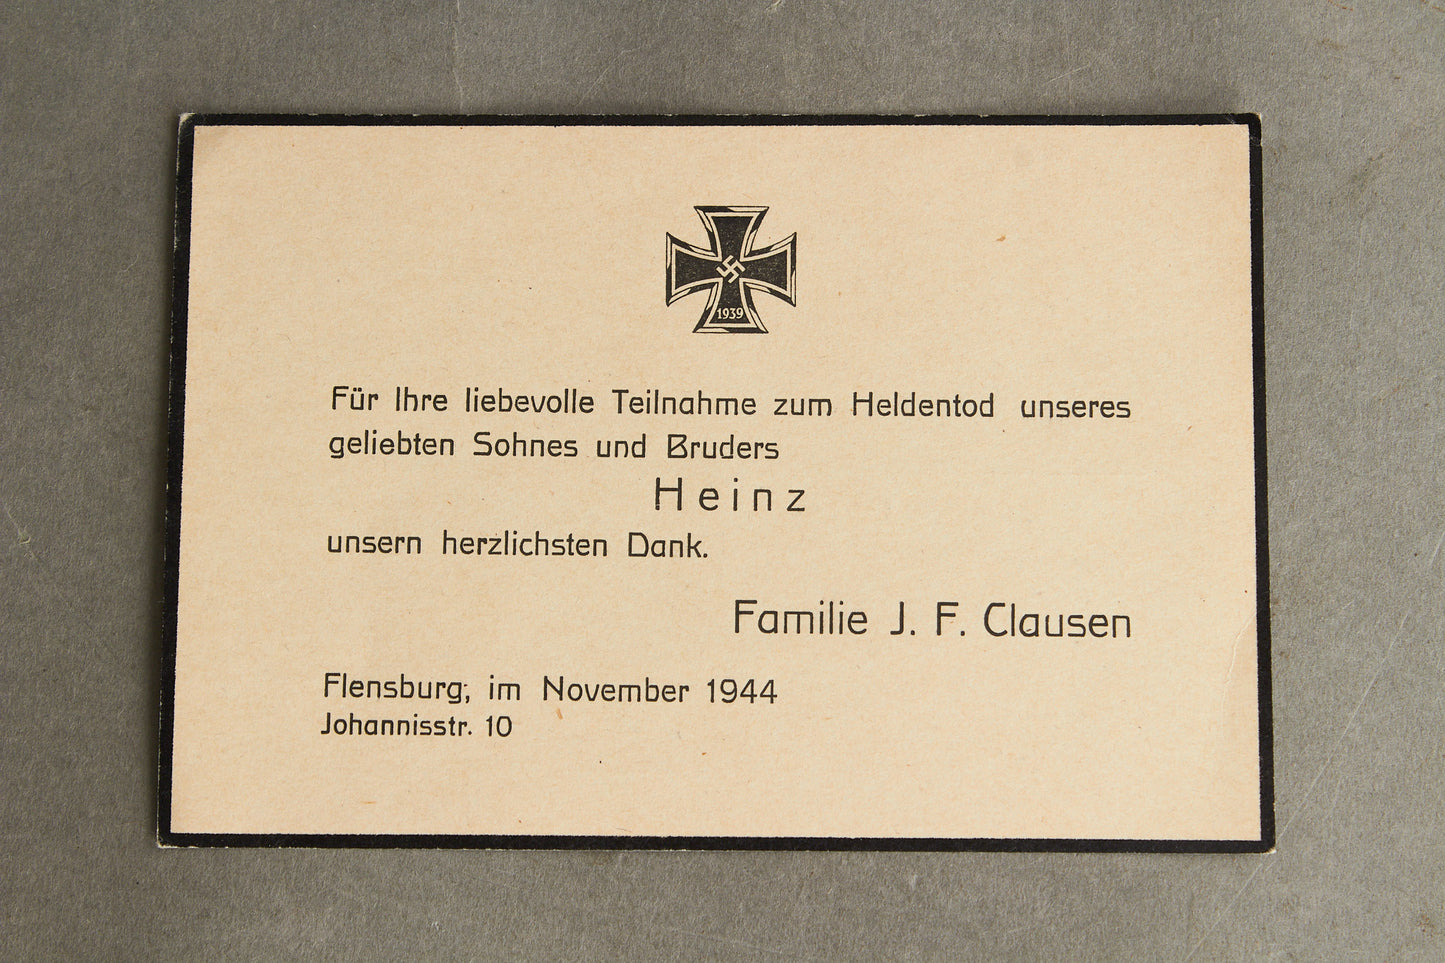 1939
Für Ihre liebevolle Teilnahme zum Heldentod unseres
geliebten Sohnes und Bruders
Heinz
unsern herzlichsten Dank.
Familie J. F. Clausen
Flensburg, im November 1944
Johannisstr. 10